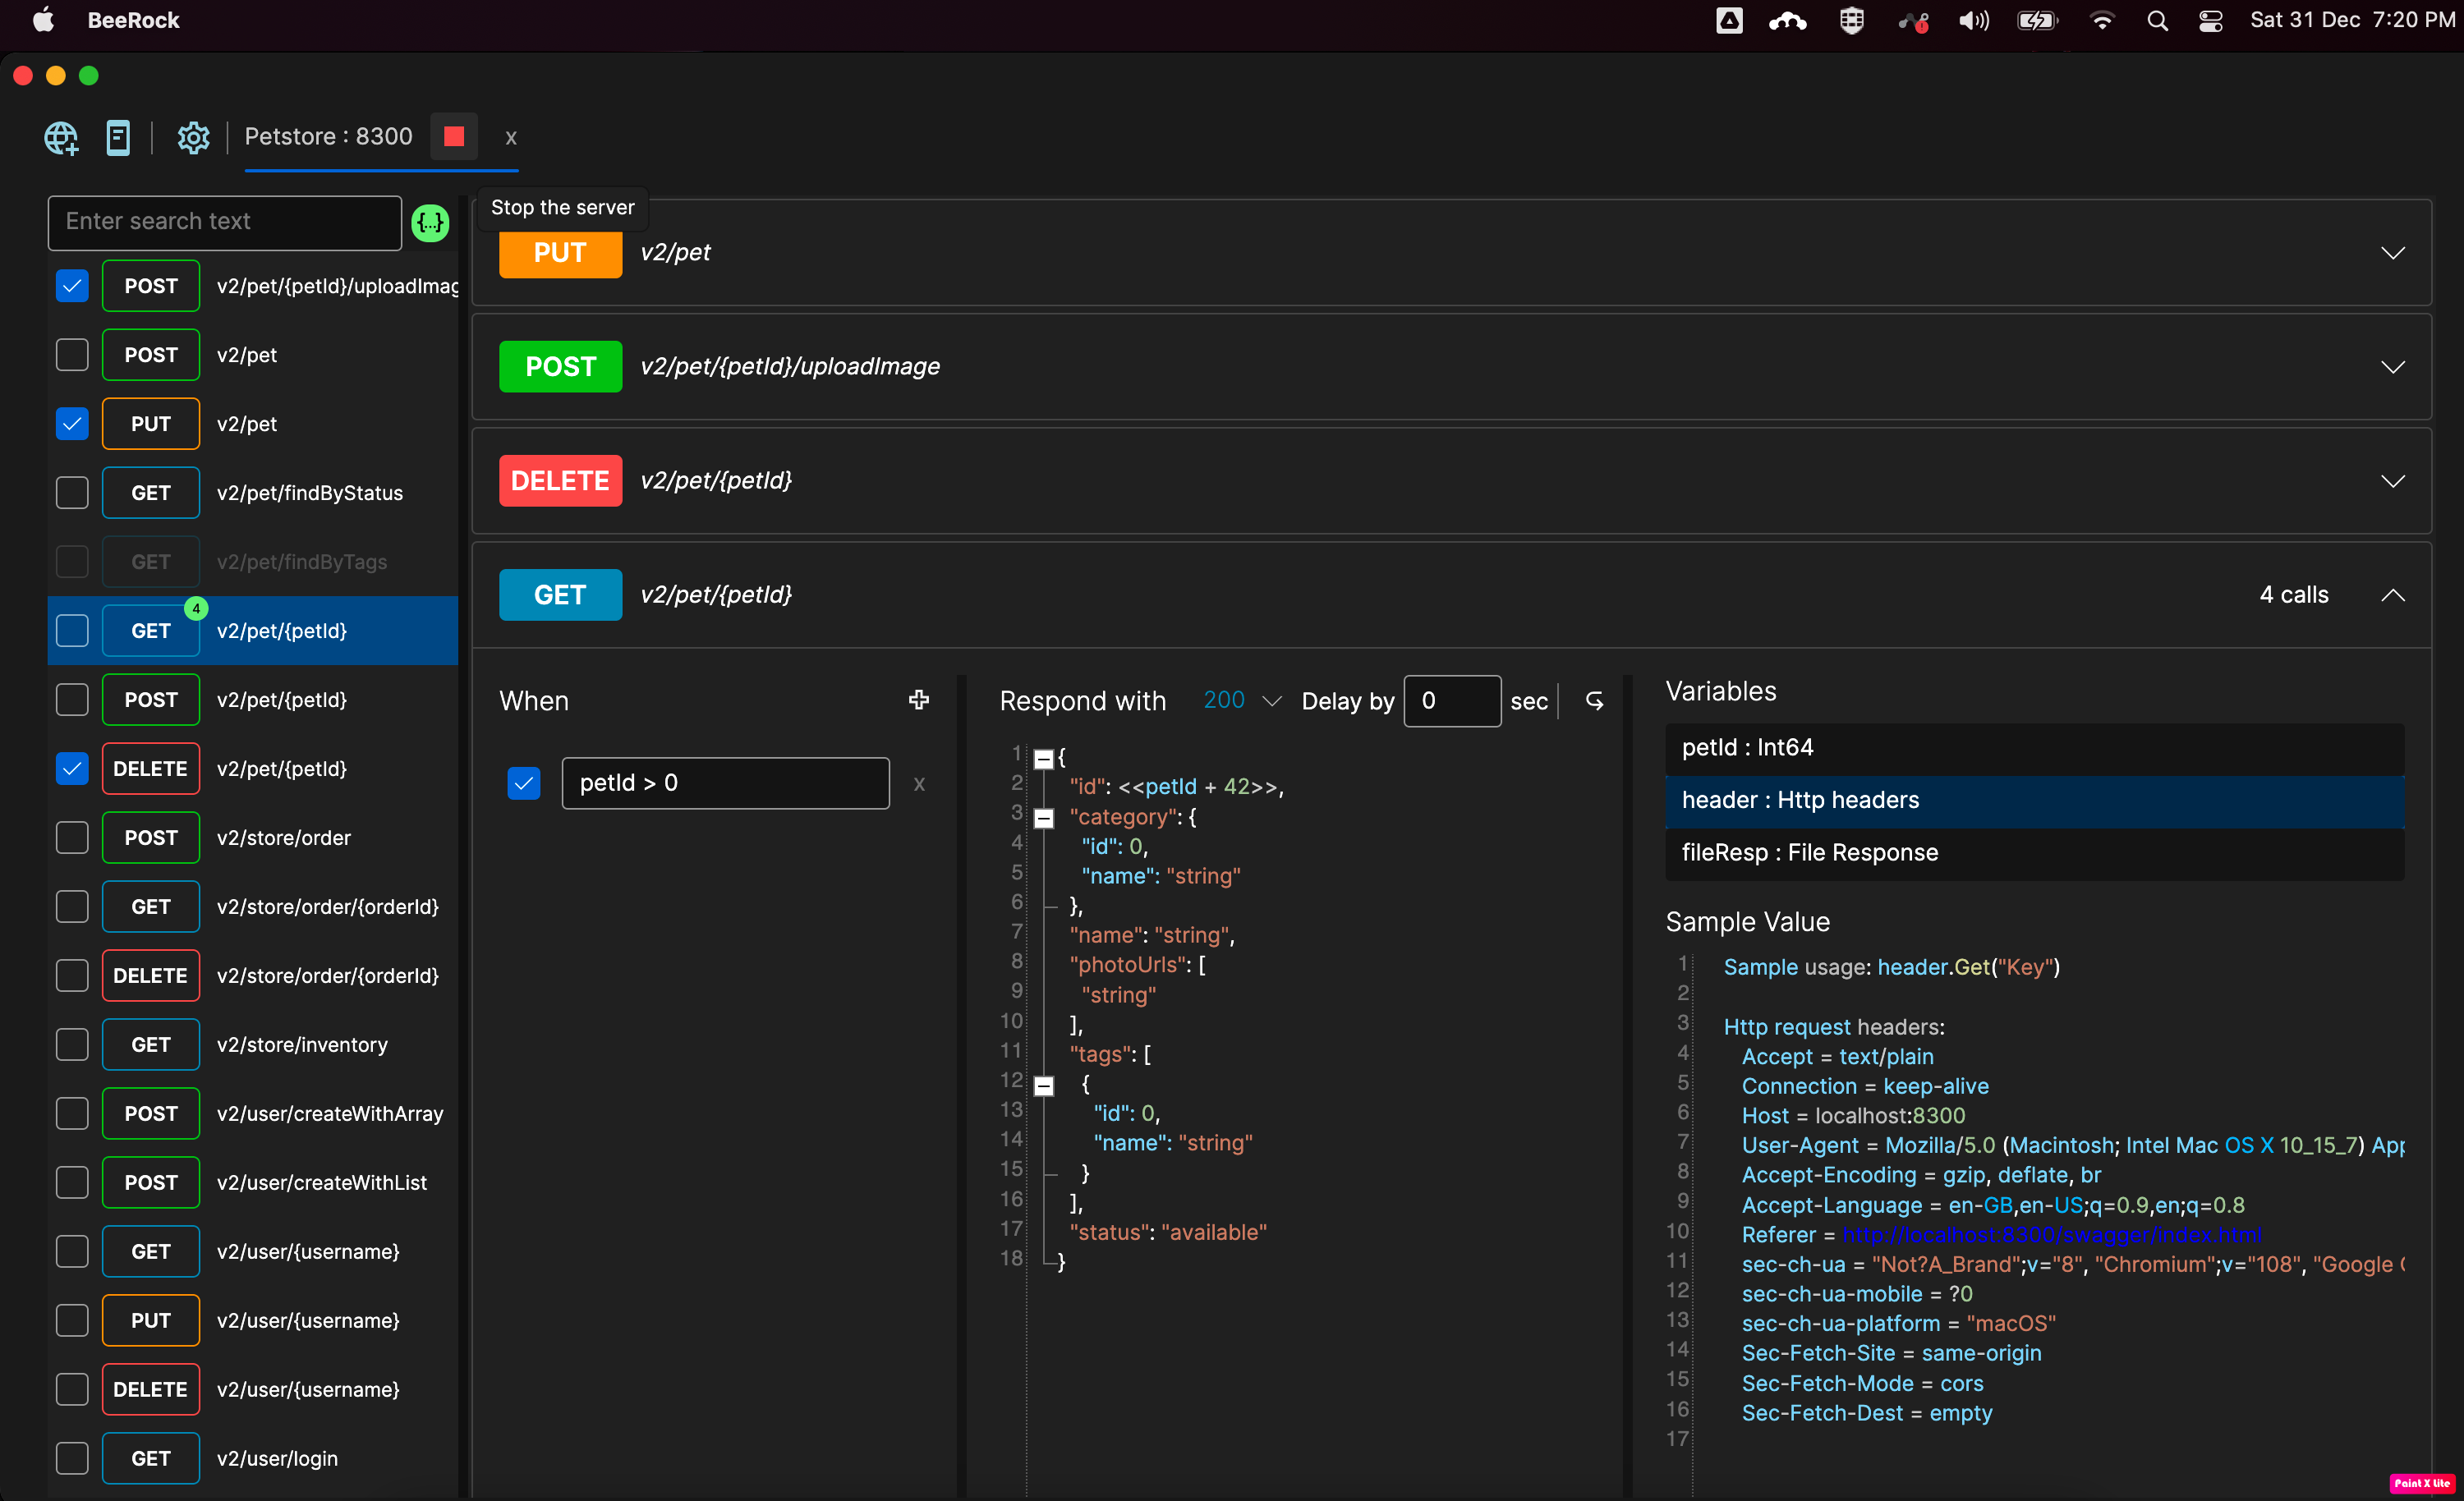 BeeRock
Sat 31 Dec 7:20 PM
Petstore : 8300
x
Enter search text
{...}
POST v2/pet/{petId}/uploadImag
POST v2/pet
PUT v2/pet
GET v2/pet/findByStatus
GET v2/pet/findByTags
4
GET v2/pet/{petId}
POST v2/pet/{petId}
DELETE v2/pet/{petId}
POST v2/store/order
GET v2/store/order/{orderId}
DELETE v2/store/order/{orderId}
GET v2/store/inventory
POST v2/user/createWithArray
POST v2/user/createWithList
GET v2/user/{username}
PUT v2/user/{username}
DELETE v2/user/{username}
GET v2/user/login
Stop the server
PUT v2/pet
POST v2/pet/{petId}/uploadImage
DELETE v2/pet/{petId}
GET v2/pet/{petId} 4 calls
When
petId > 0 x
Respond with 200 Delay by 0 sec
1 {
2 "id": <<petId + 42>>,
3 "category": {
4 "id": 0,
5 "name": "string"
6 },
7 "name": "string",
8 "photoUrls": [
9 "string"
10 ],
11 "tags": [
12 {
13 "id": 0,
14 "name": "string"
15 }
16 ],
17 "status": "available"
18 }
Variables
petId : Int64
header : Http headers
fileResp : File Response
Sample Value
1 Sample usage: header.Get("Key")
2
3 Http request headers:
4 Accept = text/plain
5 Connection = keep-alive
6 Host = localhost:8300
7 User-Agent = Mozilla/5.0 (Macintosh; Intel Mac OS X 10_15_7) App
8 Accept-Encoding = gzip, deflate, br
9 Accept-Language = en-GB,en-US;q=0.9,en;q=0.8
10 Referer = http://localhost:8300/swagger/index.html
11 sec-ch-ua = "Not?A_Brand";v="8", "Chromium";v="108", "Google
12 sec-ch-ua-mobile = ?0
13 sec-ch-ua-platform = "macOS"
14 Sec-Fetch-Site = same-origin
15 Sec-Fetch-Mode = cors
16 Sec-Fetch-Dest = empty
17
Paint X Lite